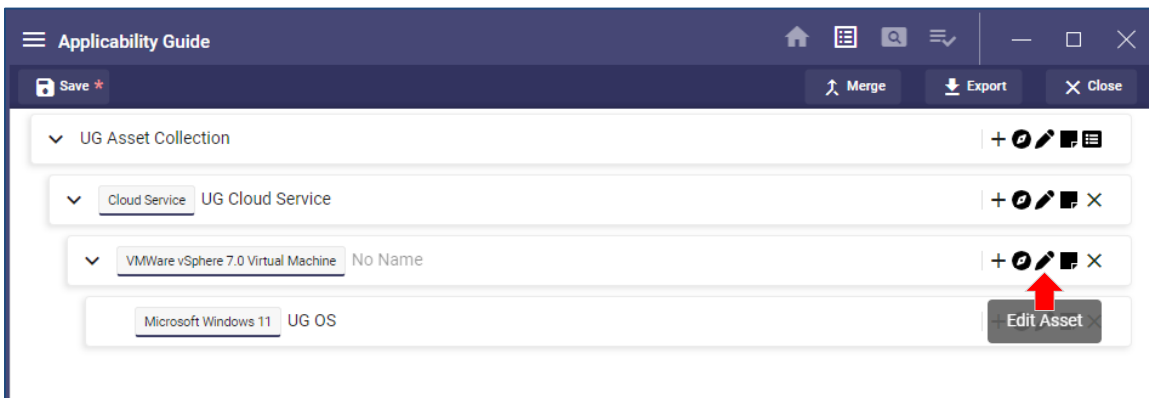 Applicability Guide
Save *
Merge
Export
Close
UG Asset Collection
Cloud Service UG Cloud Service
VMWare vSphere 7.0 Virtual Machine No Name
Microsoft Windows 11 UG OS
Edit Asset